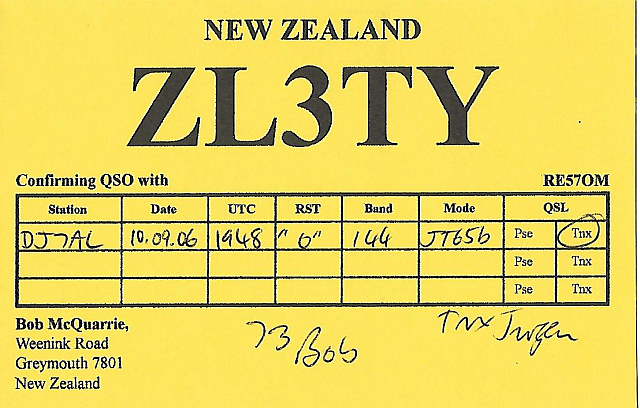 NEW ZEALAND
ZL3TY
Confirming QSO with RE57OM
Station Date UTC RST Band Mode QSL
DJ7AL 10.09.06 1948 "O" 144 JT65b Pse Tnx
Pse Tnx
Pse Tnx
Bob McQuarrie,
Weenink Road
Greymouth 7801
New Zealand
73 Bob
Tnx Jurgen